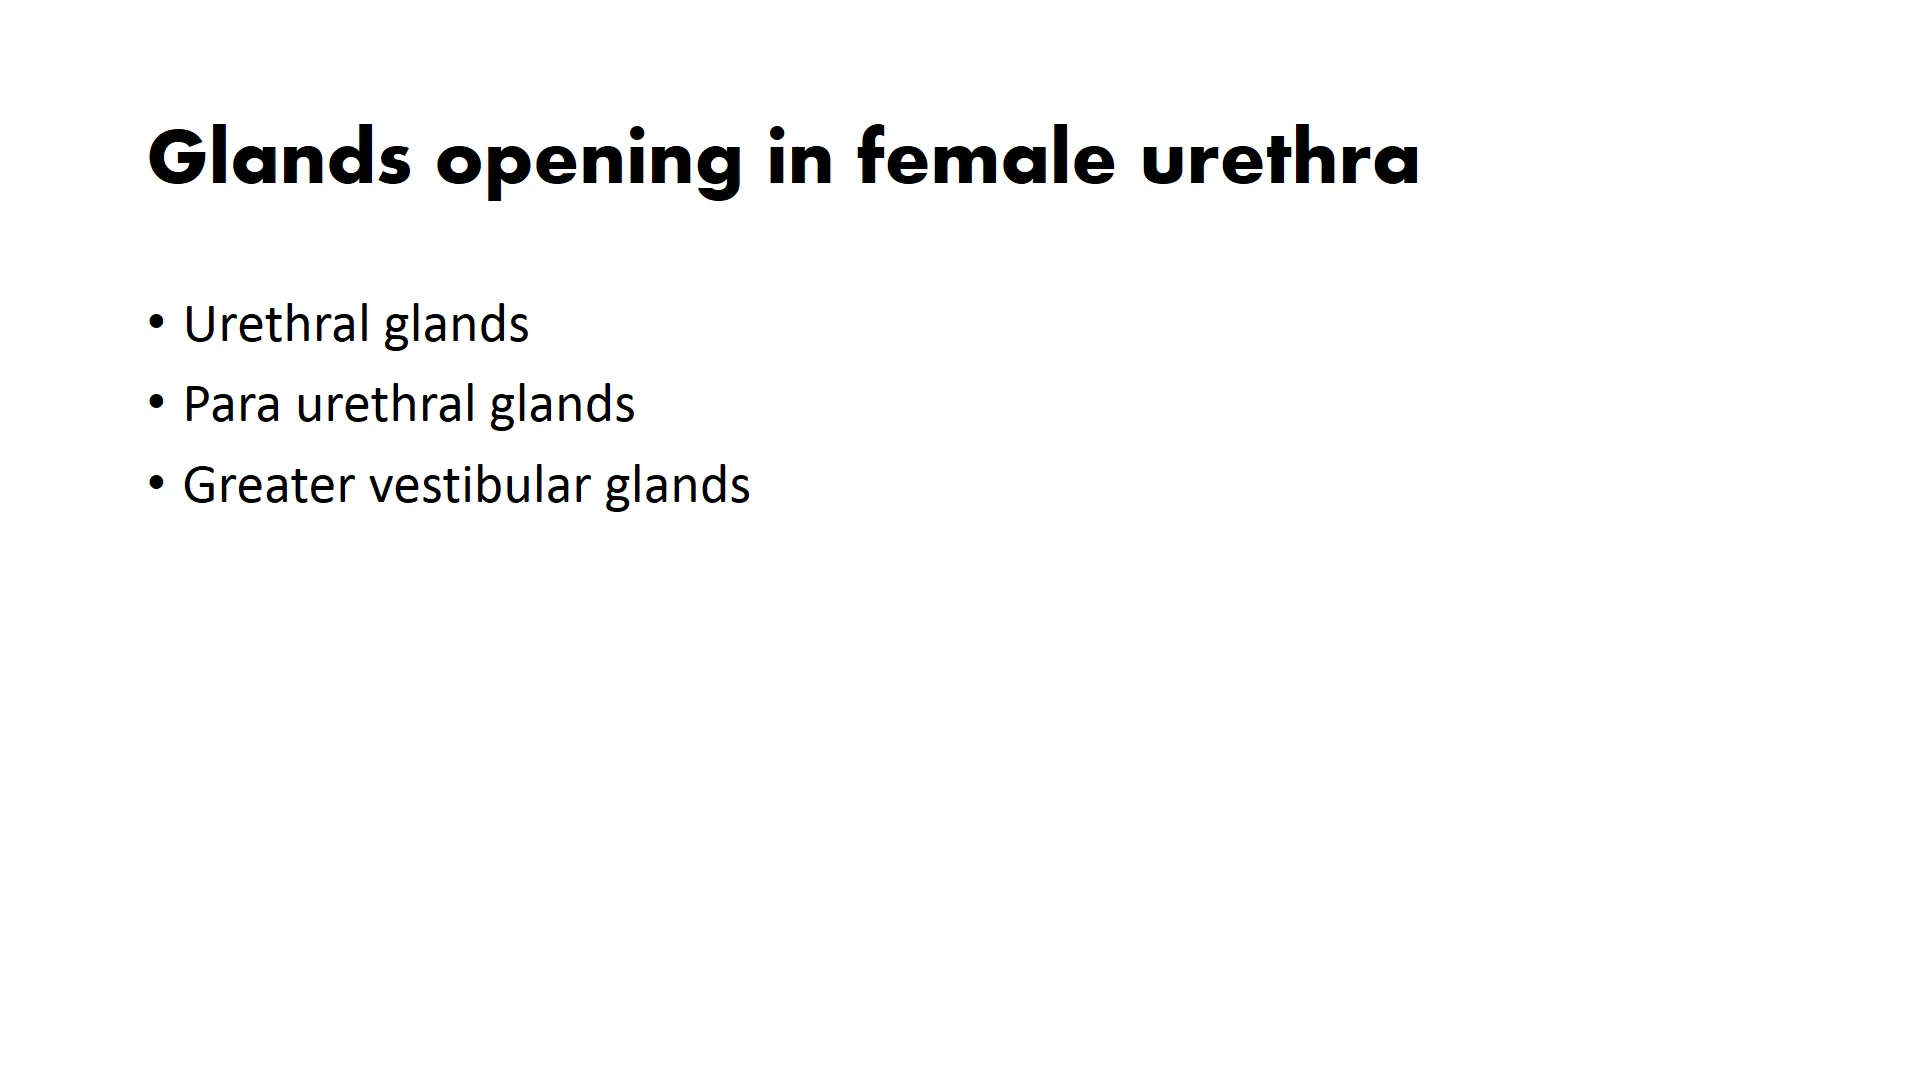 Glands opening in female urethra
• Urethral glands
• Para urethral glands
• Greater vestibular glands